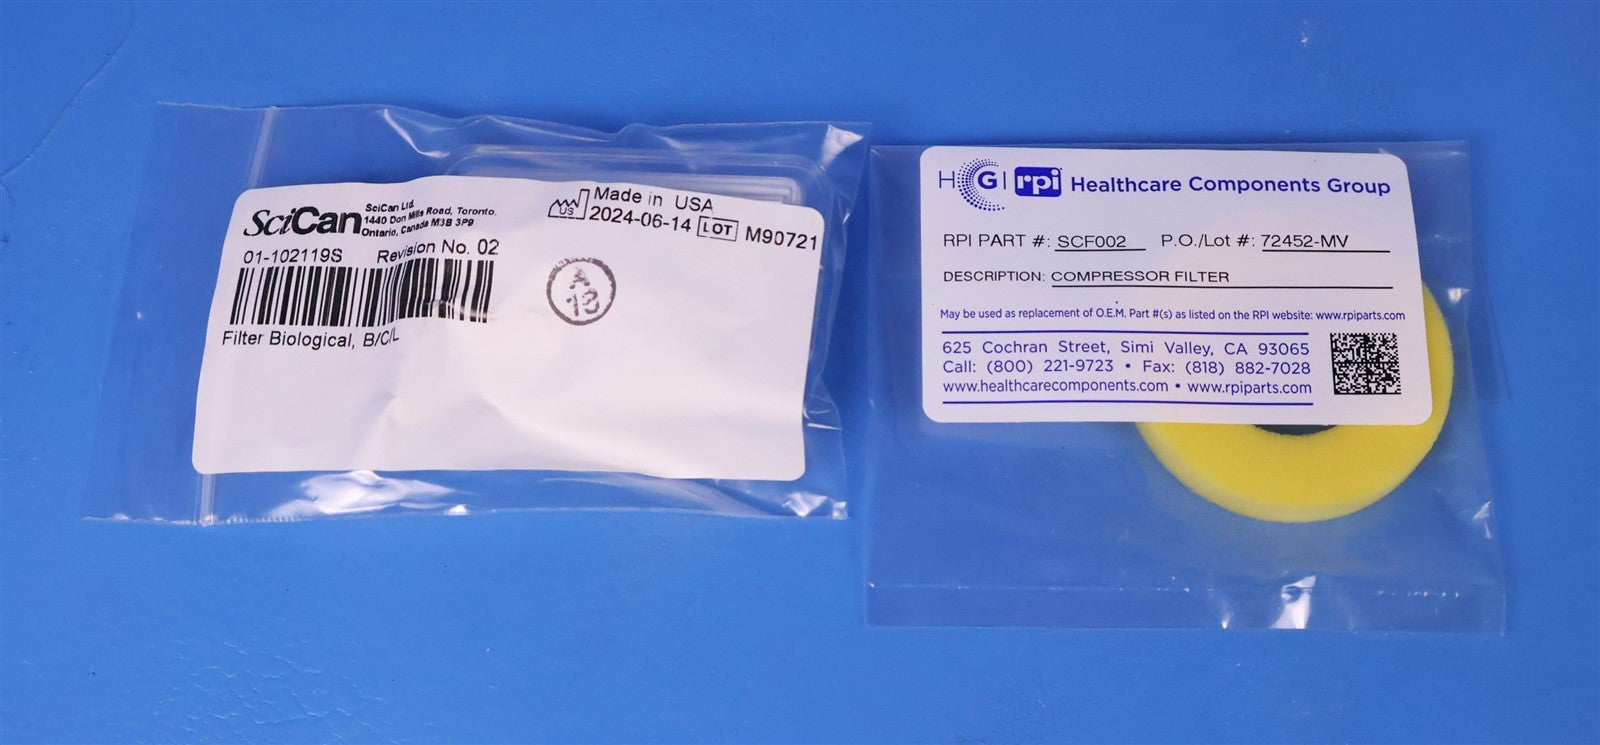 SciCan
SciCan Ltd.
1440 Don Mills Road, Toronto.
Ontario, Canada M3B 3P9
01-102119S Revision No. 02
Filter Biological, B/C/L
US
Made in USA
2024-06-14 LOT M90721
A
13
HCG rpi Healthcare Components Group
RPI PART #: SCF002 P.O./Lot #: 72452-MV
DESCRIPTION: COMPRESSOR FILTER
May be used as replacement of O.E.M. Part #(s) as listed on the RPI website: www.rpiparts.com
625 Cochran Street, Simi Valley, CA 93065
Call: (800) 221-9723 • Fax: (818) 882-7028
www.healthcarecomponents.com • www.rpiparts.com